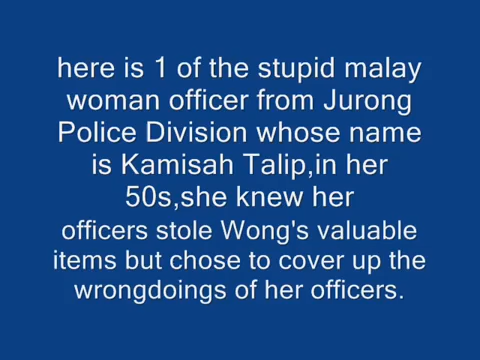 here is 1 of the stupid malay
woman officer from Jurong
Police Division whose name
is Kamisah Talip,in her
50s,she knew her
officers stole Wong's valuable
items but chose to cover up the
wrongdoings of her officers.